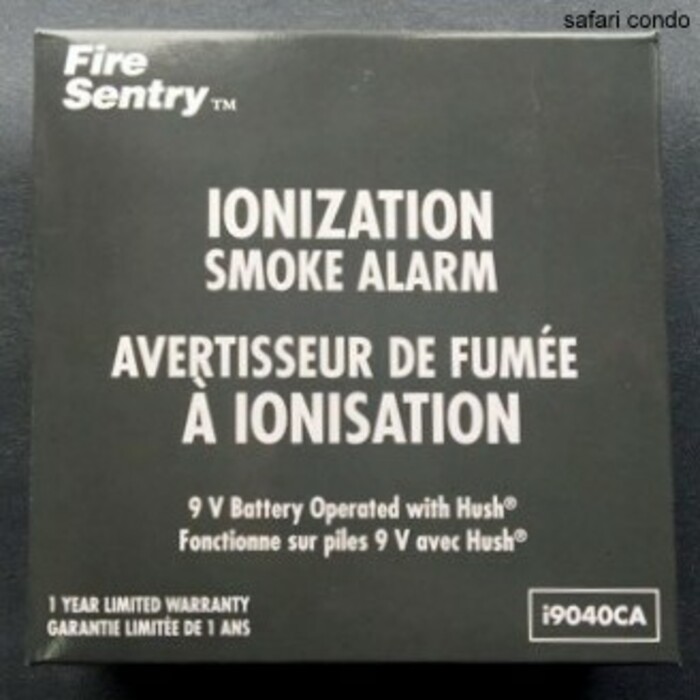 safari condo
Fire
Sentry™
IONIZATION
SMOKE ALARM
AVERTISSEUR DE FUMÉE
À IONISATION
9 V Battery Operated with Hush®
Fonctionne sur piles 9 V avec Hush®
1 YEAR LIMITED WARRANTY
GARANTIE LIMITÉE DE 1 ANS
i9040CA